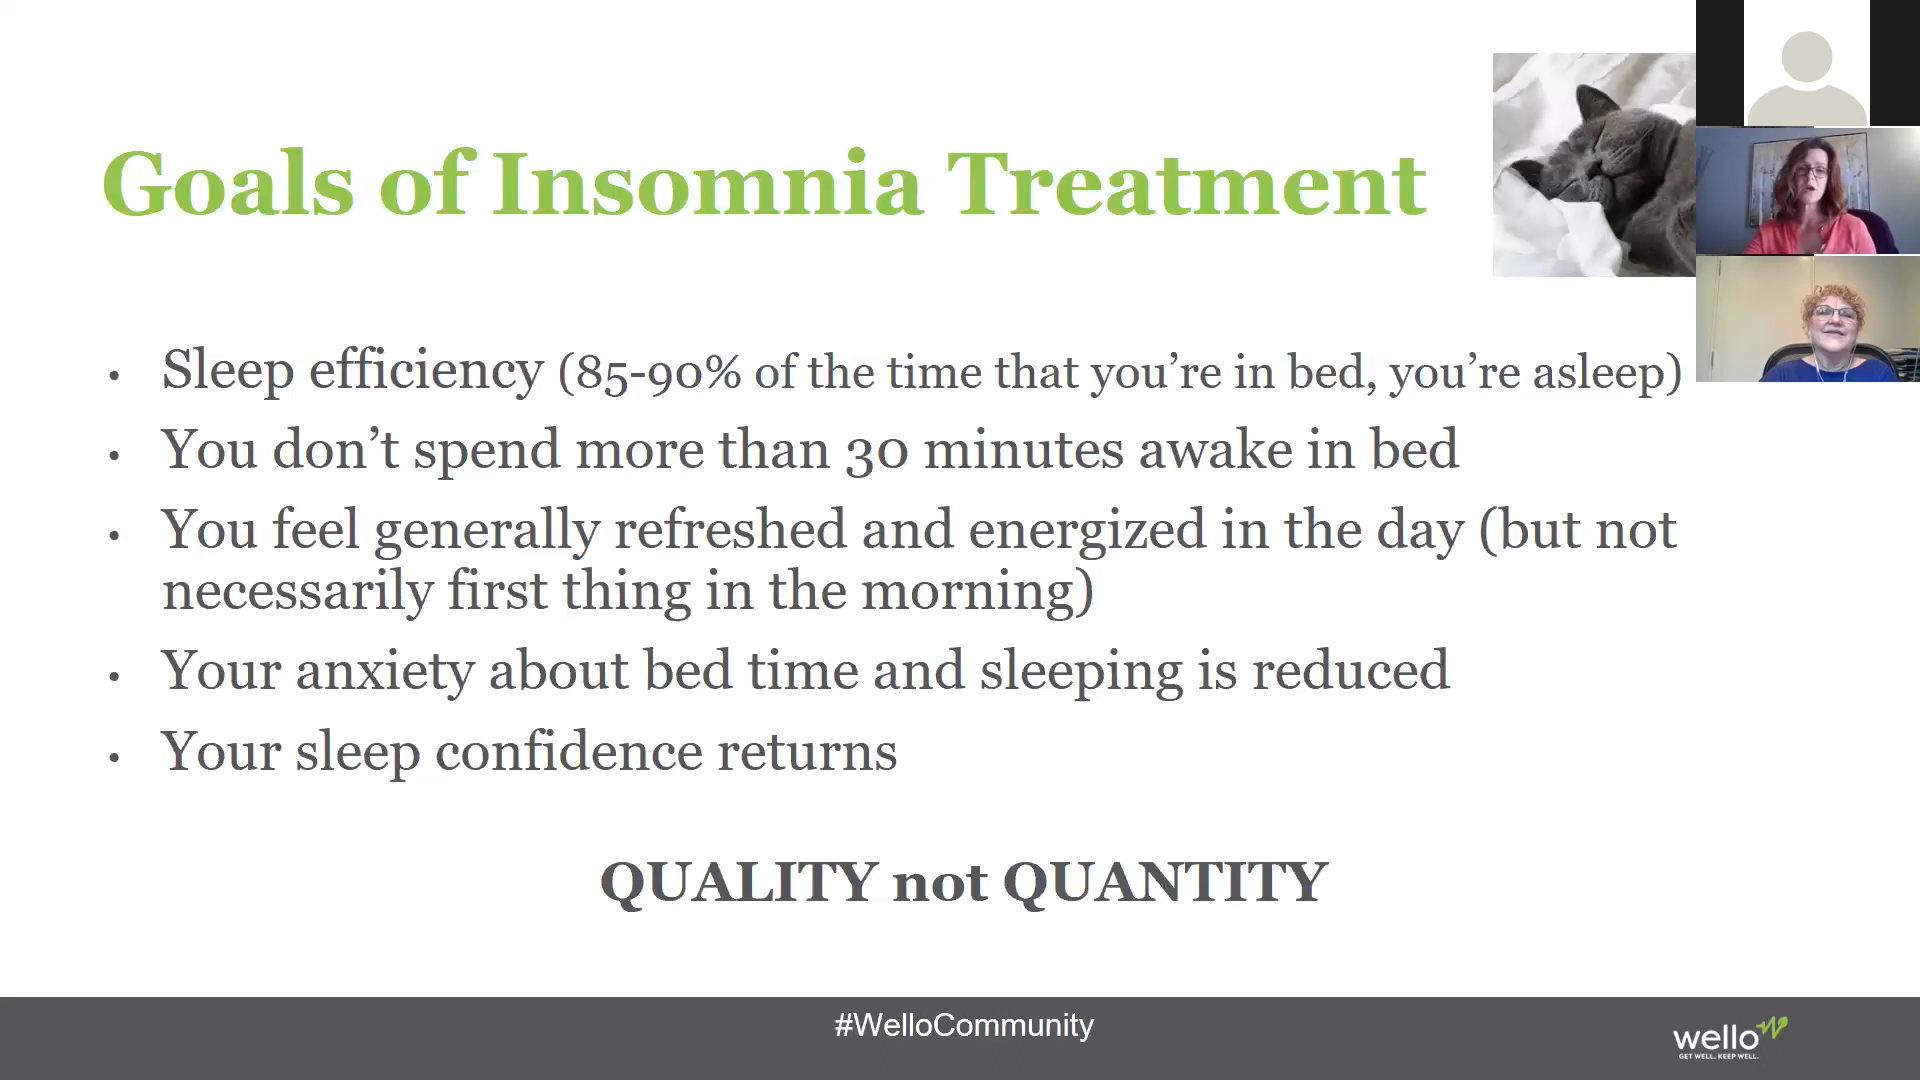 Goals of Insomnia Treatment
• Sleep efficiency (85-90% of the time that you’re in bed, you’re asleep)
• You don’t spend more than 30 minutes awake in bed
• You feel generally refreshed and energized in the day (but not
necessarily first thing in the morning)
• Your anxiety about bed time and sleeping is reduced
• Your sleep confidence returns
QUALITY not QUANTITY
#WelloCommunity
wello
GET WELL. KEEP WELL.